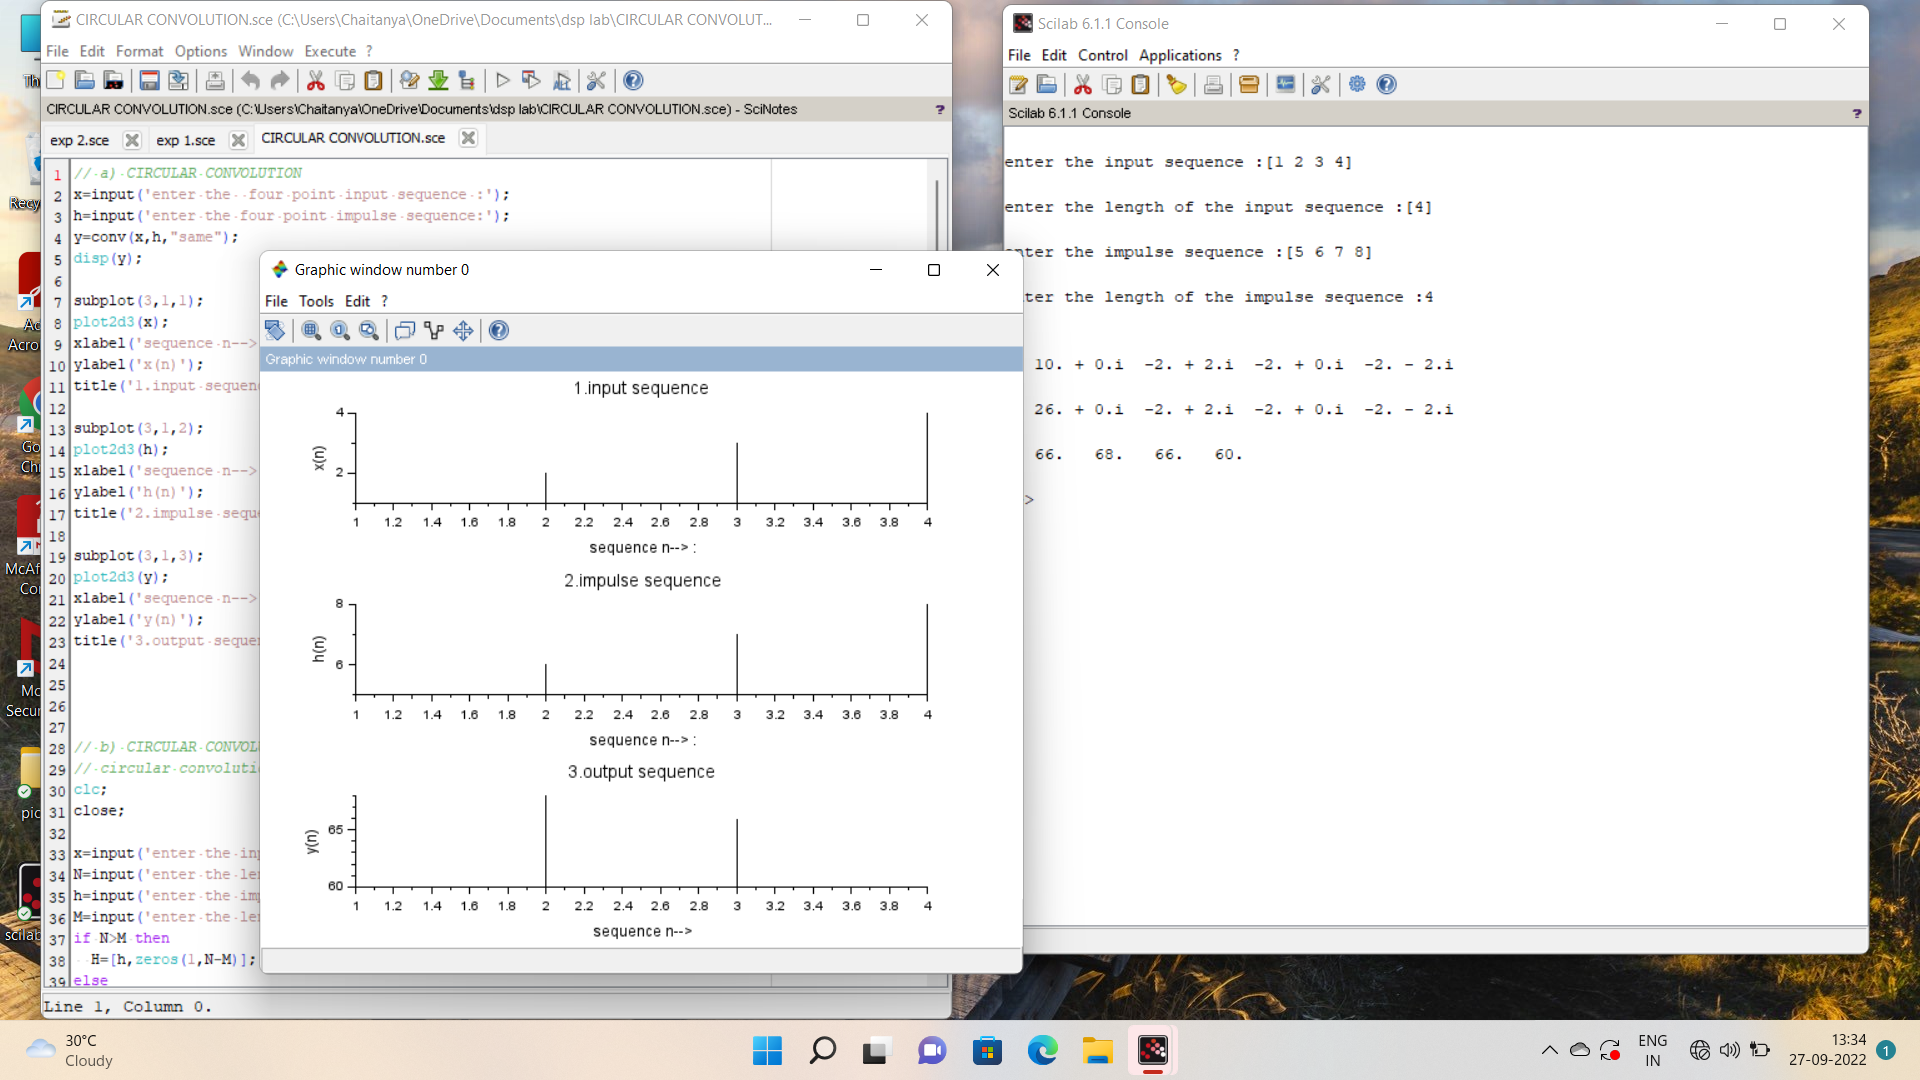 CIRCULAR CONVOLUTION.sce (C:\Users\Chaitanya\OneDrive\Documents\dsp lab\CIRCULAR CONVOLUT...
File Edit Format Options Window Execute ?
CIRCULAR CONVOLUTION.sce (C:\Users\Chaitanya\OneDrive\Documents\dsp lab\CIRCULAR CONVOLUTION.sce) - SciNotes ?
exp 2.sce exp 1.sce CIRCULAR CONVOLUTION.sce
1 // a) CIRCULAR CONVOLUTION
2 x=input('enter the  four point input sequence :');
3 h=input('enter the four point impulse sequence:');
4 y=conv(x,h,"same");
5 disp(y);
6
7 subplot(3,1,1);
8 plot2d3(x);
9 xlabel('sequence n-->
10 ylabel('x(n)');
11 title('1.input sequen
12
13 subplot(3,1,2);
14 plot2d3(h);
15 xlabel('sequence n-->
16 ylabel('h(n)');
17 title('2.impulse sequ
18
19 subplot(3,1,3);
20 plot2d3(y);
21 xlabel('sequence n-->
22 ylabel('y(n)');
23 title('3.output seque
24
25
26
27
28 // b) CIRCULAR CONVOL
29 // circular convoluti
30 clc;
31 close;
32
33 x=input('enter the in
34 N=input('enter the le
35 h=input('enter the im
36 M=input('enter the le
37 if N>M then
38   H=[h,zeros(1,N-M)];
39 else
Line 1, Column 0.
Graphic window number 0
File Tools Edit ?
Graphic window number 0
1.input sequence
x(n)
4
2
1 1.2 1.4 1.6 1.8 2 2.2 2.4 2.6 2.8 3 3.2 3.4 3.6 3.8 4
sequence n--> :
2.impulse sequence
h(n)
8
6
1 1.2 1.4 1.6 1.8 2 2.2 2.4 2.6 2.8 3 3.2 3.4 3.6 3.8 4
sequence n--> :
3.output sequence
y(n)
65
60
1 1.2 1.4 1.6 1.8 2 2.2 2.4 2.6 2.8 3 3.2 3.4 3.6 3.8 4
sequence n-->
Scilab 6.1.1 Console
File Edit Control Applications ?
Scilab 6.1.1 Console ?
enter the input sequence :[1 2 3 4]
enter the length of the input sequence :[4]
nter the impulse sequence :[5 6 7 8]
ter the length of the impulse sequence :4
10. + 0.i  -2. + 2.i  -2. + 0.i  -2. - 2.i
26. + 0.i  -2. + 2.i  -2. + 0.i  -2. - 2.i
66.   68.   66.   60.
>
Th
Recy
Ac
Acro
Go
Ch
McAf
Co
Mc
Secu
pic
scilab
30°C
Cloudy
ENG
IN
13:34
27-09-2022
1